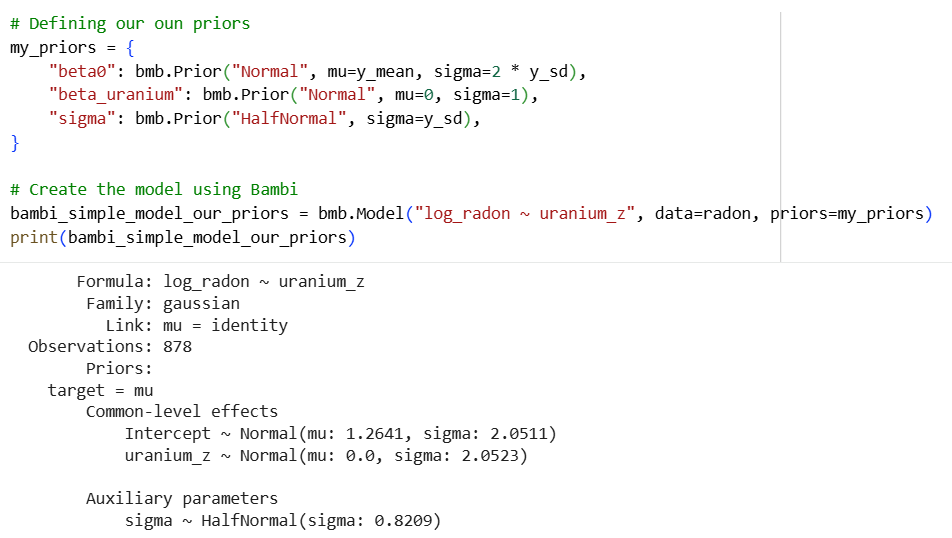 # Defining our oun priors
my_priors = {
    "beta0": bmb.Prior("Normal", mu=y_mean, sigma=2 * y_sd),
    "beta_uranium": bmb.Prior("Normal", mu=0, sigma=1),
    "sigma": bmb.Prior("HalfNormal", sigma=y_sd),
}
# Create the model using Bambi
bambi_simple_model_our_priors = bmb.Model("log_radon ~ uranium_z", data=radon, priors=my_priors)
print(bambi_simple_model_our_priors)
       Formula: log_radon ~ uranium_z
        Family: gaussian
          Link: mu = identity
  Observations: 878
        Priors:
    target = mu
        Common-level effects
            Intercept ~ Normal(mu: 1.2641, sigma: 2.0511)
            uranium_z ~ Normal(mu: 0.0, sigma: 2.0523)
        Auxiliary parameters
            sigma ~ HalfNormal(sigma: 0.8209)